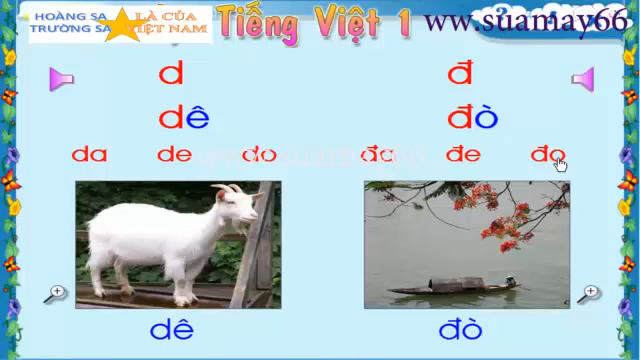 HOÀNG SA LÀ CỦA
TRƯỜNG SA VIỆT NAM
Tiếng Việt 1
www.suamay66
d đ
dê đò
da de do đa đe đo
dê đò